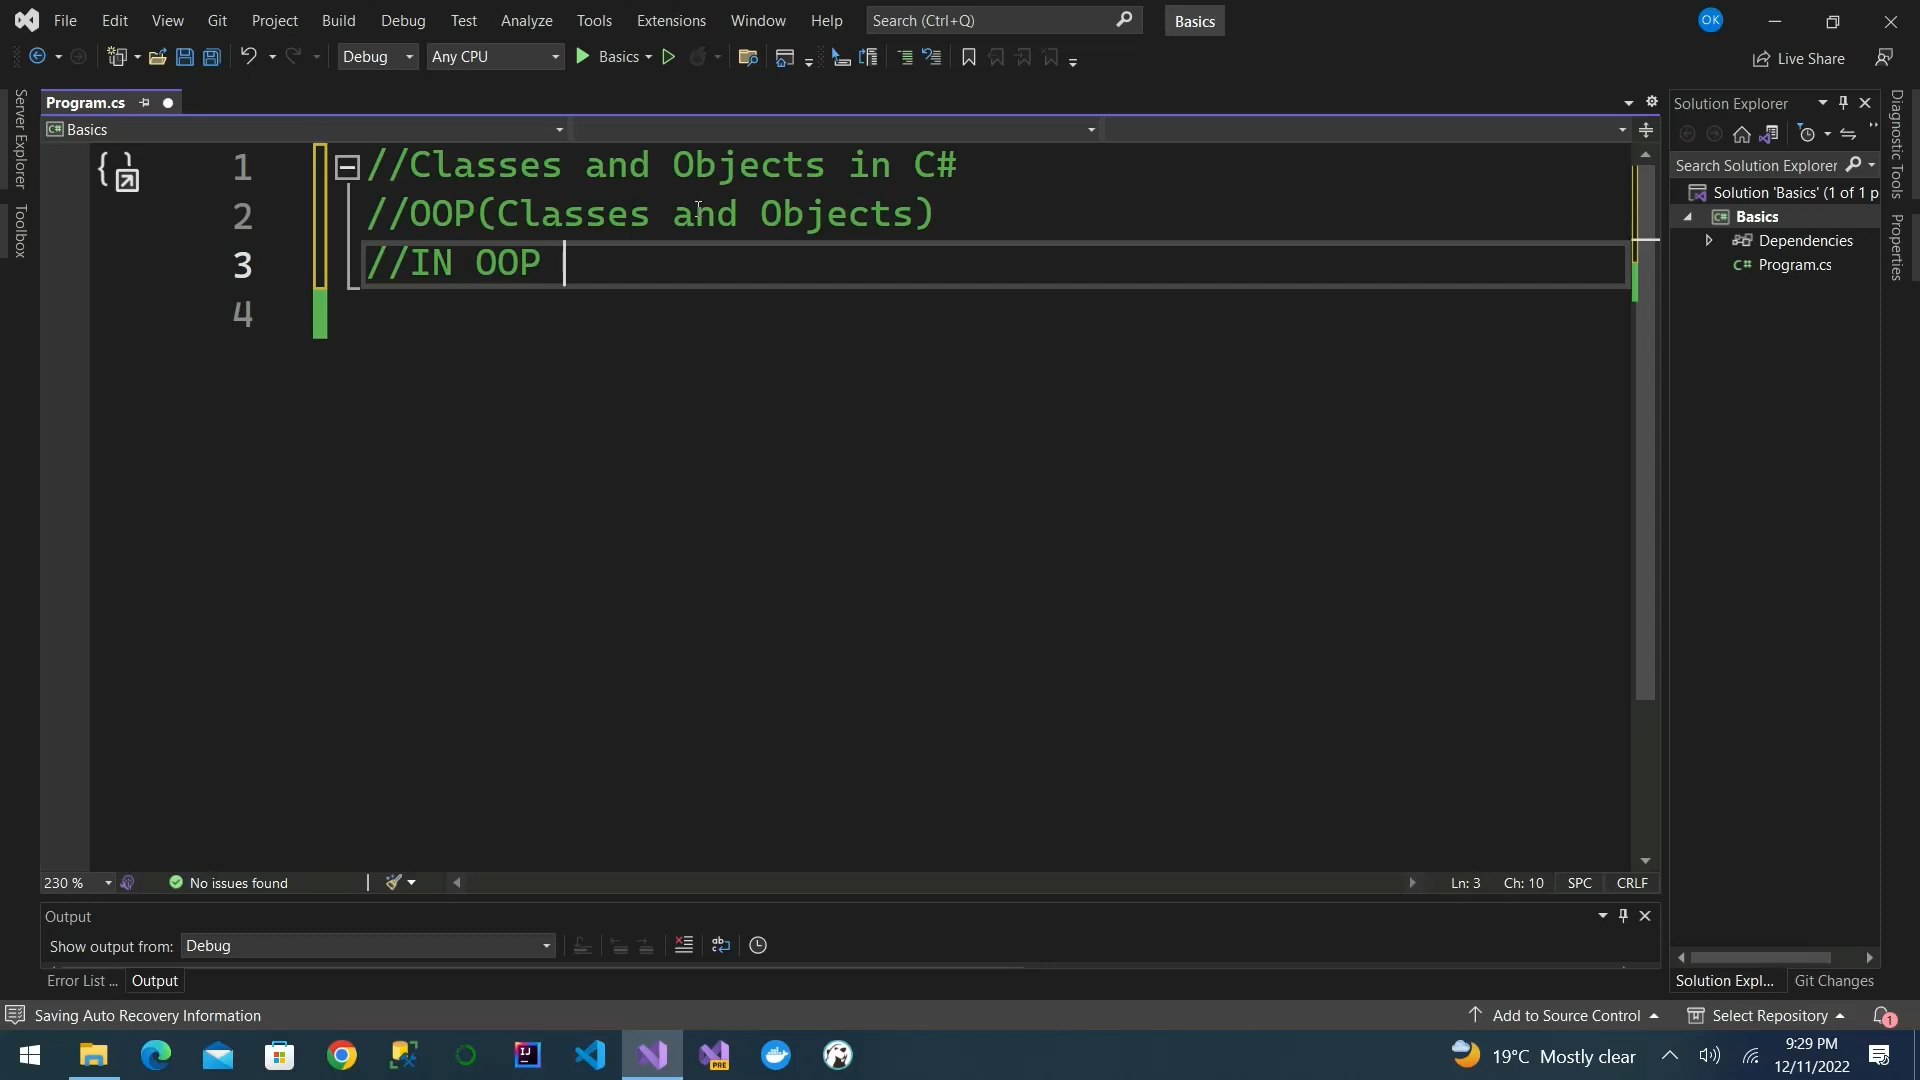 File Edit View Git Project Build Debug Test Analyze Tools Extensions Window Help Search (Ctrl+Q) Basics OK
Debug Any CPU Basics Live Share
Program.cs
Basics
Server Explorer
Toolbox
1 //Classes and Objects in C#
2 //OOP(Classes and Objects)
3 //IN OOP
4
Solution Explorer
Search Solution Explorer
Solution 'Basics' (1 of 1 p
C# Basics
Dependencies
C# Program.cs
Diagnostic Tools
Properties
230 % No issues found Ln: 3 Ch: 10 SPC CRLF
Output
Show output from: Debug
Error List ... Output
Solution Expl... Git Changes
Saving Auto Recovery Information Add to Source Control Select Repository 1
PRE
19°C Mostly clear 9:29 PM
12/11/2022